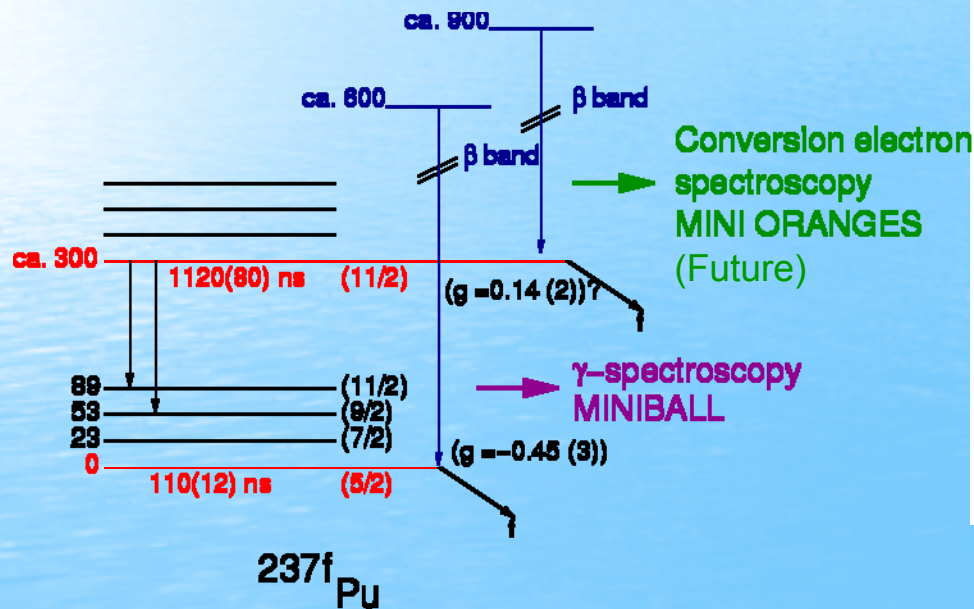 ca. 900
ca. 600
β band
β band
Conversion electron
spectroscopy
MINI ORANGES
(Future)
ca. 300
1120(80) ns (11/2)
(g =0.14 (2))?
89 (11/2)
53 (9/2)
23 (7/2)
0
γ-spectroscopy
MINIBALL
(g =-0.45 (3))
110(12) ns (5/2)
237f Pu